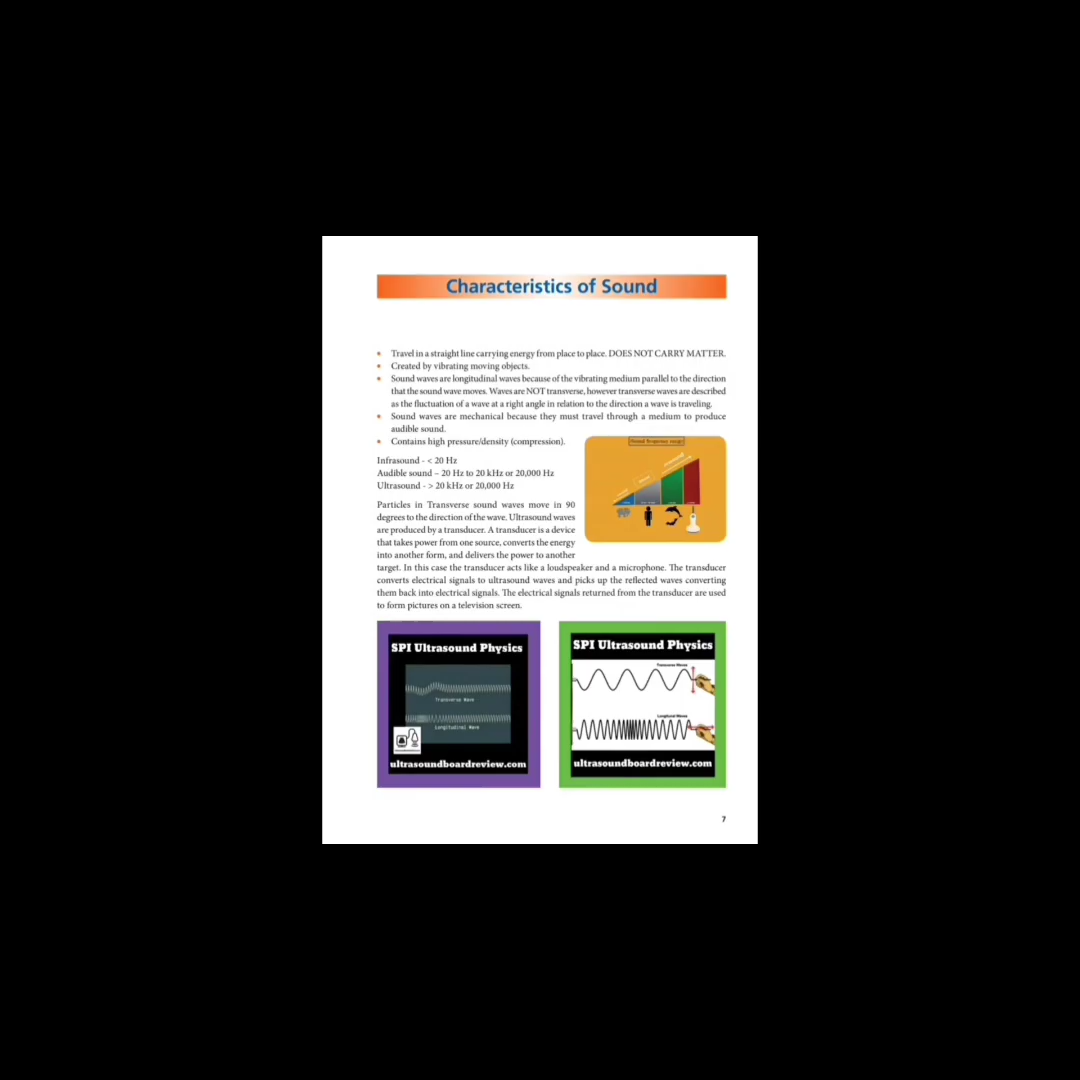 Characteristics of Sound
• Travel in a straight line carrying energy from place to place. DOES NOT CARRY MATTER.
• Created by vibrating moving objects.
• Sound waves are longitudinal waves because of the vibrating medium parallel to the direction
that the sound wave moves. Waves are NOT transverse, however transverse waves are described
as the fluctuation of a wave at a right angle in relation to the direction a wave is traveling.
• Sound waves are mechanical because they must travel through a medium to produce
audible sound.
• Contains high pressure/density (compression).
Infrasound - < 20 Hz
Audible sound – 20 Hz to 20 kHz or 20,000 Hz
Ultrasound - > 20 kHz or 20,000 Hz
Particles in Transverse sound waves move in 90
degrees to the direction of the wave. Ultrasound waves
are produced by a transducer. A transducer is a device
that takes power from one source, converts the energy
into another form, and delivers the power to another
target. In this case the transducer acts like a loudspeaker and a microphone. The transducer
converts electrical signals to ultrasound waves and picks up the reflected waves converting
them back into electrical signals. The electrical signals returned from the transducer are used
to form pictures on a television screen.
SPI Ultrasound Physics
Transverse Wave
Longitudinal Wave
ultrasoundboardreview.com
SPI Ultrasound Physics
Transverse Waves
ultrasoundboardreview.com
7